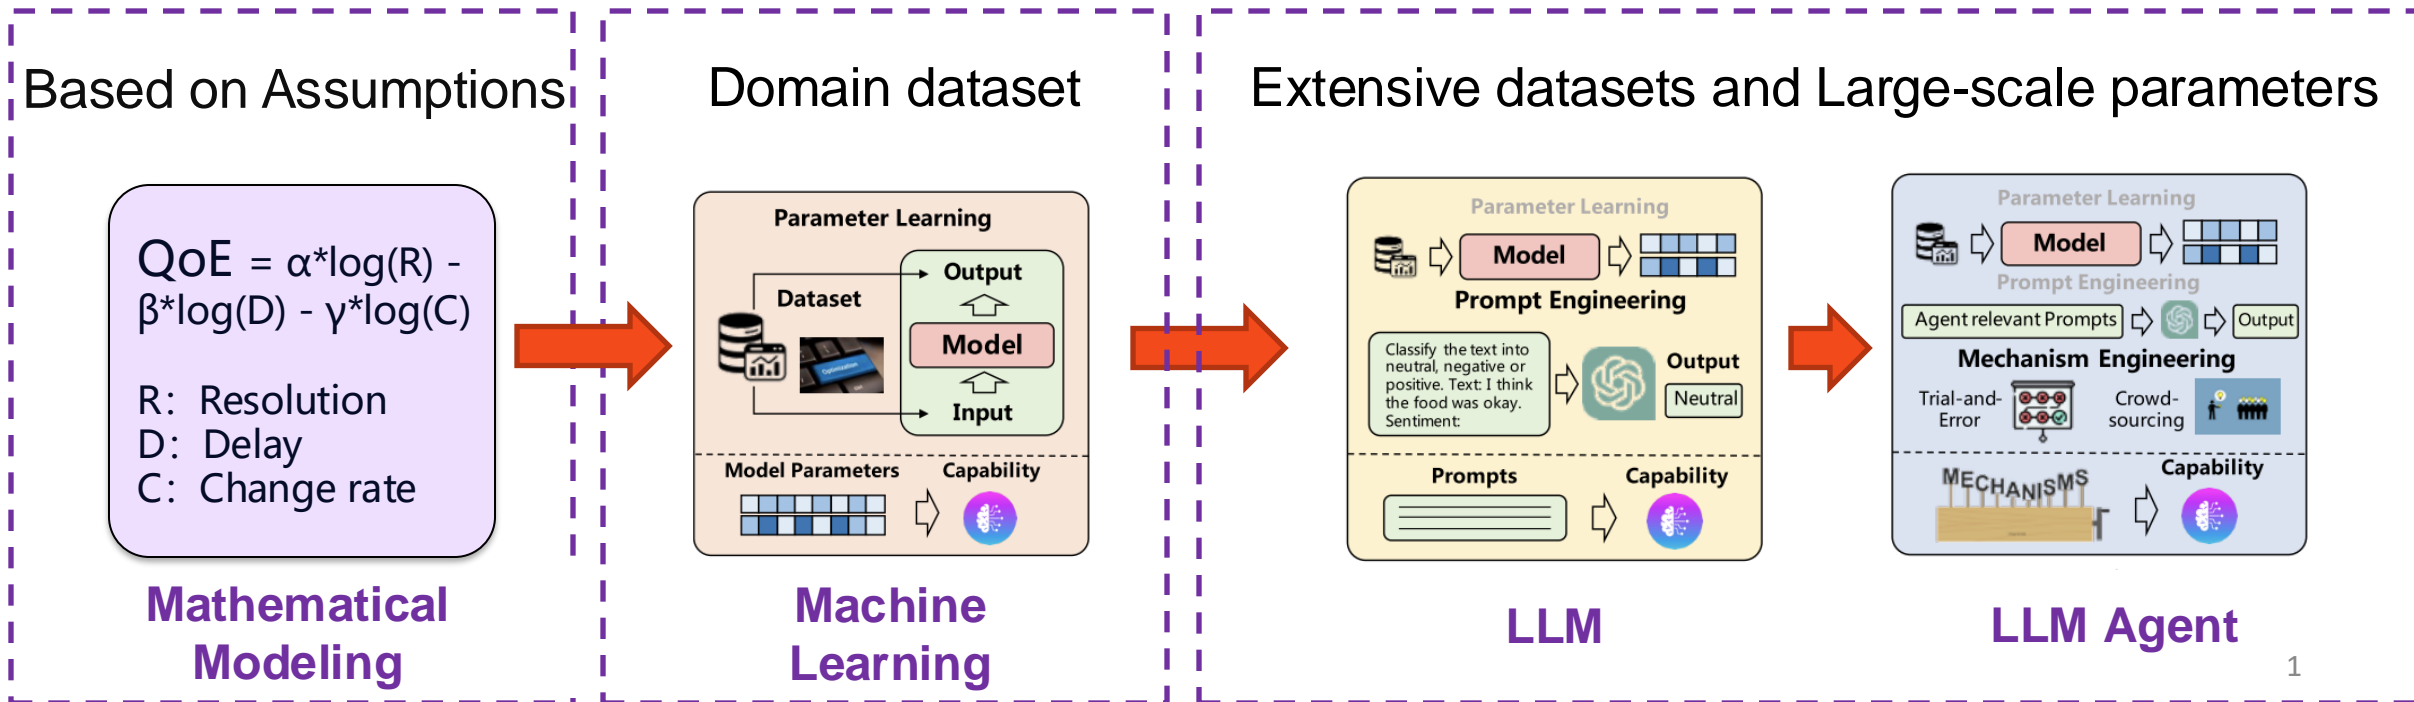 Based on Assumptions
QoE = α*log(R) -
β*log(D) - γ*log(C)
R: Resolution
D: Delay
C: Change rate
Mathematical
Modeling
Domain dataset
Parameter Learning
Output
Dataset
Model
Optimization
Input
Model Parameters
Capability
Machine
Learning
Extensive datasets and Large-scale parameters
Parameter Learning
Model
Prompt Engineering
Classify the text into
neutral, negative or
positive. Text: I think
the food was okay.
Sentiment:
Output
Neutral
Prompts
Capability
LLM
Parameter Learning
Model
Prompt Engineering
Agent relevant Prompts
Output
Mechanism Engineering
Trial-and-
Error
Crowd-
sourcing
MECHANISMS
Capability
LLM Agent
1